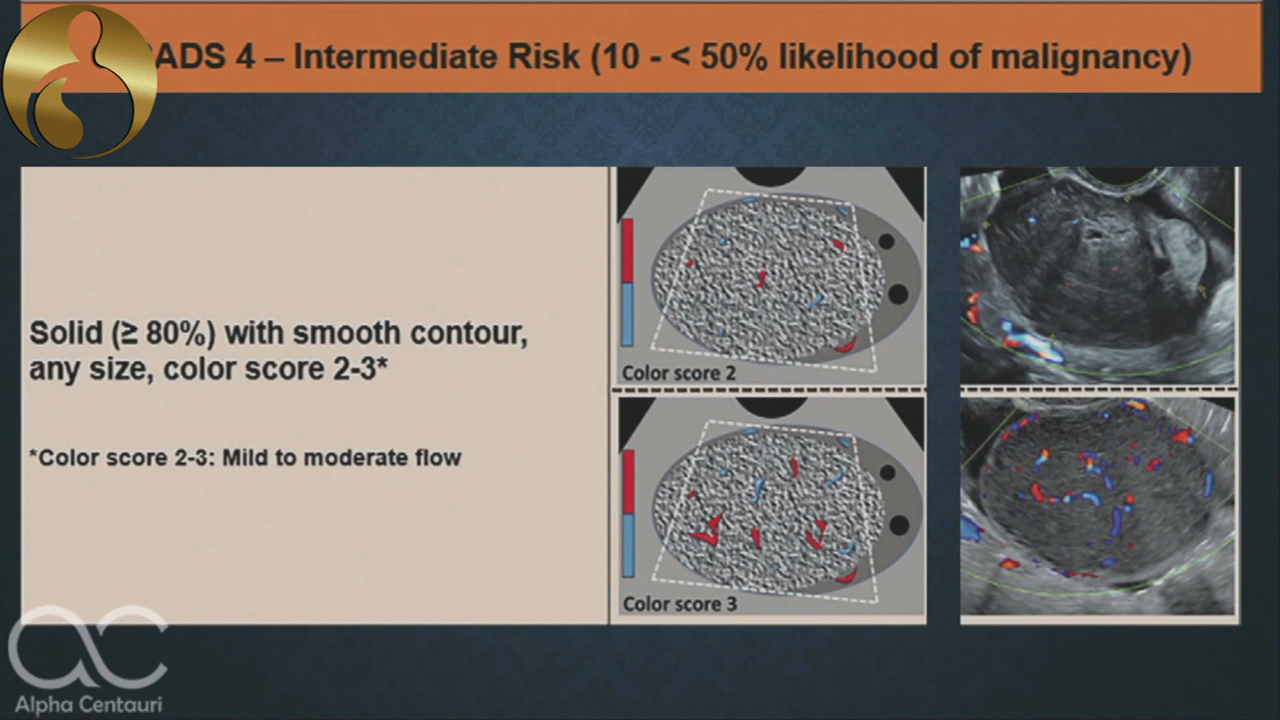 ADS 4 – Intermediate Risk (10 - < 50% likelihood of malignancy)
Solid (≥ 80%) with smooth contour,
any size, color score 2-3*
*Color score 2-3: Mild to moderate flow
Color score 2
Color score 3
Alpha Centauri